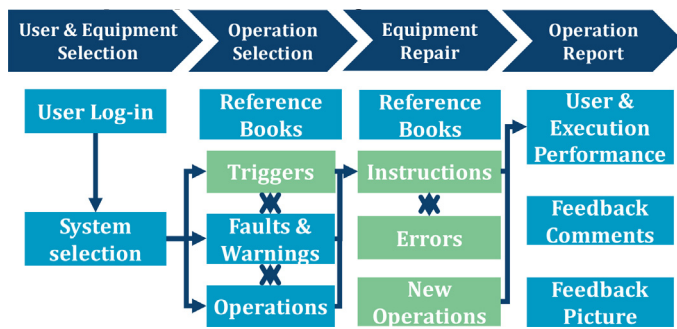 User & Equipment
Selection
Operation
Selection
Equipment
Repair
Operation
Report
User Log-in
System
selection
Reference
Books
Triggers
Faults &
Warnings
Operations
Reference
Books
Instructions
Errors
New
Operations
User &
Execution
Performance
Feedback
Comments
Feedback
Picture